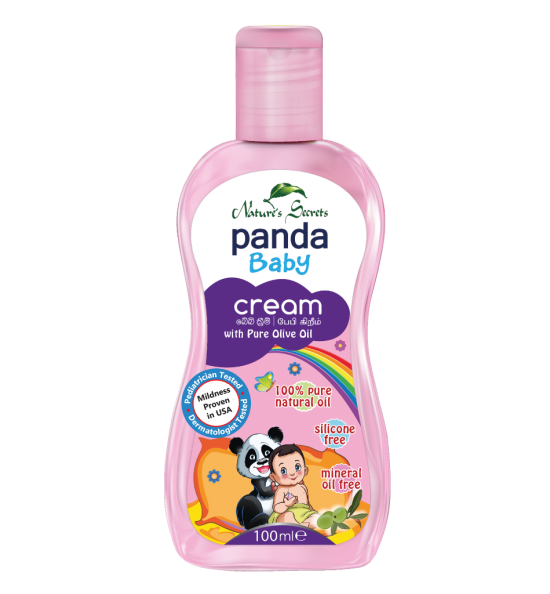 Nature's Secrets
panda
Baby
cream
බේබි ක්‍රීම් | பேபி கிறீம்
with Pure Olive Oil
Pediatrician Tested
Mildness
Proven
in USA
Dermatologist Tested
100% pure
natural oil
silicone
free
mineral
oil free
100ml℮